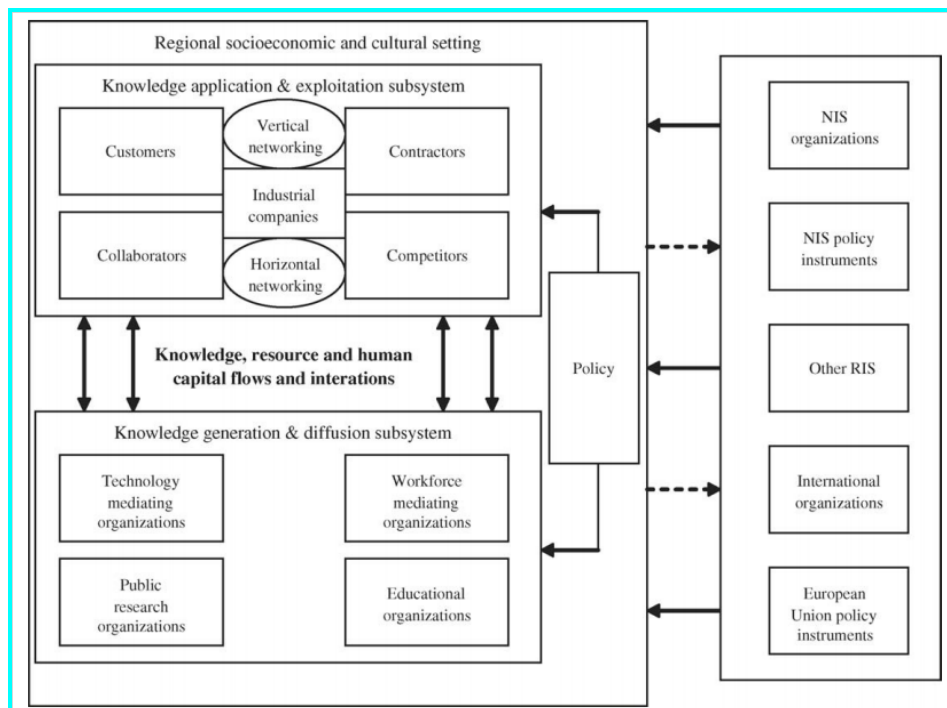 Regional socioeconomic and cultural setting
Knowledge application & exploitation subsystem
Customers
Vertical
networking
Contractors
Industrial
companies
Collaborators
Horizontal
networking
Competitors
Knowledge, resource and human
capital flows and interations
Policy
Knowledge generation & diffusion subsystem
Technology
mediating
organizations
Workforce
mediating
organizations
Public
research
organizations
Educational
organizations
NIS
organizations
NIS policy
instruments
Other RIS
International
organizations
European
Union policy
instruments